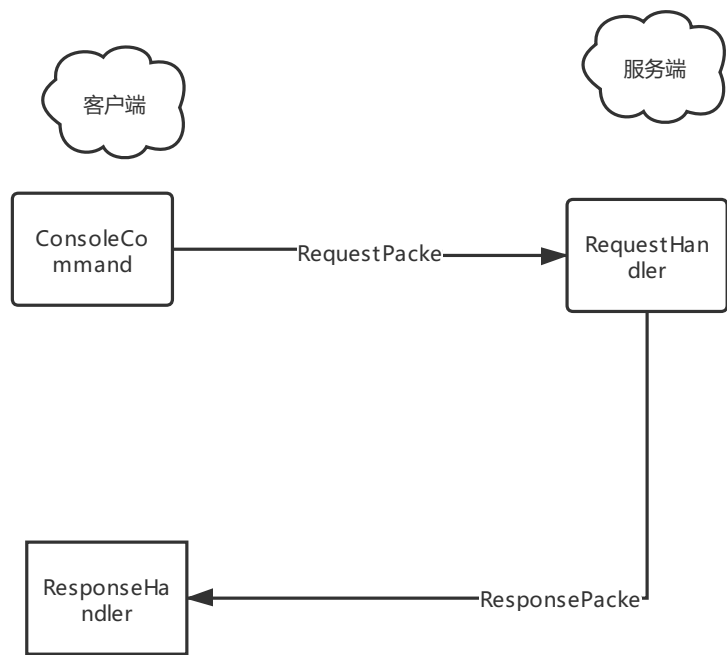 服务端
客户端
ConsoleCo
mmand
RequestPacke
RequestHan
dler
ResponseHa
ndler
ResponsePacke